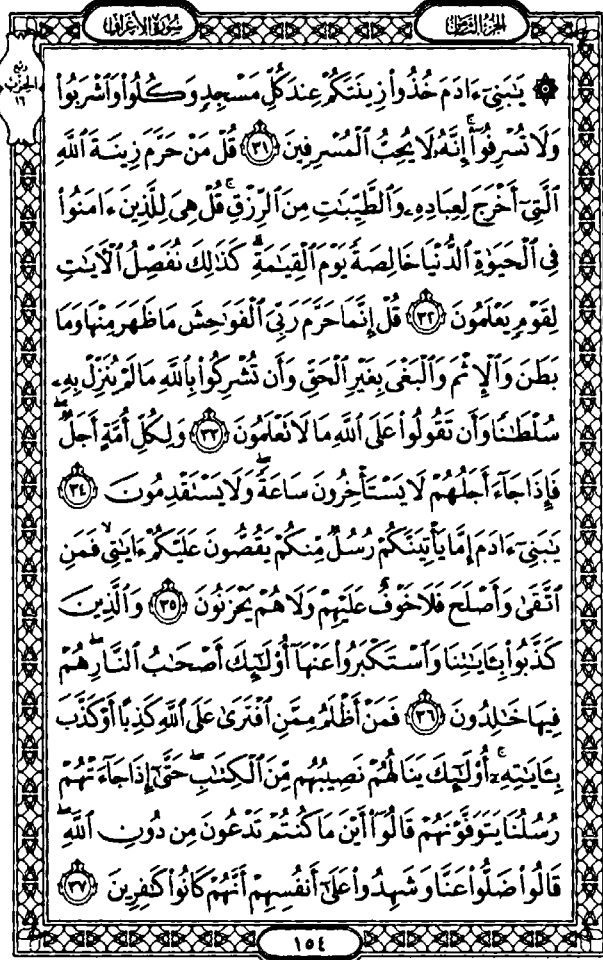 الجزء الثامن
سورة الأعراف
ربع
الحزب
١٦
۞ يَٰبَنِىٓ ءَادَمَ خُذُوا۟ زِينَتَكُمْ عِندَ كُلِّ مَسْجِدٍ وَكُلُوا۟ وَٱشْرَبُوا۟
وَلَا تُسْرِفُوٓا۟ ۚ إِنَّهُۥ لَا يُحِبُّ ٱلْمُسْرِفِينَ ٣١ قُلْ مَنْ حَرَّمَ زِينَةَ ٱللَّهِ
ٱلَّتِىٓ أَخْرَجَ لِعِبَادِهِۦ وَٱلطَّيِّبَٰتِ مِنَ ٱلرِّزْقِ ۚ قُلْ هِىَ لِلَّذِينَ ءَامَنُوا۟
فِى ٱلْحَيَوٰةِ ٱلدُّنْيَا خَالِصَةً يَوْمَ ٱلْقِيَٰمَةِ ۗ كَذَٰلِكَ نُفَصِّلُ ٱلْءَايَٰتِ
لِقَوْمٍ يَعْلَمُونَ ٣٢ قُلْ إِنَّمَا حَرَّمَ رَبِّىَ ٱلْفَوَٰحِشَ مَا ظَهَرَ مِنْهَا وَمَا
بَطَنَ وَٱلْإِثْمَ وَٱلْبَغْىَ بِغَيْرِ ٱلْحَقِّ وَأَن تُشْرِكُوا۟ بِٱللَّهِ مَا لَمْ يُنَزِّلْ بِهِۦ
سُلْطَٰنًا وَأَن تَقُولُوا۟ عَلَى ٱللَّهِ مَا لَا تَعْلَمُونَ ٣٣ وَلِكُلِّ أُمَّةٍ أَجَلٌ ۖ
فَإِذَا جَآءَ أَجَلُهُمْ لَا يَسْتَأْخِرُونَ سَاعَةً ۖ وَلَا يَسْتَقْدِمُونَ ٣٤
يَٰبَنِىٓ ءَادَمَ إِمَّا يَأْتِيَنَّكُمْ رُسُلٌ مِّنكُمْ يَقُصُّونَ عَلَيْكُمْ ءَايَٰتِى ۙ فَمَنِ
ٱتَّقَىٰ وَأَصْلَحَ فَلَا خَوْفٌ عَلَيْهِمْ وَلَا هُمْ يَحْزَنُونَ ٣٥ وَٱلَّذِينَ
كَذَّبُوا۟ بِـَٔايَٰتِنَا وَٱسْتَكْبَرُوا۟ عَنْهَآ أُو۟لَٰٓئِكَ أَصْحَٰبُ ٱلنَّارِ ۖ هُمْ
فِيهَا خَٰلِدُونَ ٣٦ فَمَنْ أَظْلَمُ مِمَّنِ ٱفْتَرَىٰ عَلَى ٱللَّهِ كَذِبًا أَوْ كَذَّبَ
بِـَٔايَٰتِهِۦٓ ۚ أُو۟لَٰٓئِكَ يَنَالُهُمْ نَصِيبُهُم مِّنَ ٱلْكِتَٰبِ ۖ حَتَّىٰٓ إِذَا جَآءَتْهُمْ
رُسُلُنَا يَتَوَفَّوْنَهُمْ قَالُوٓا۟ أَيْنَ مَا كُنتُمْ تَدْعُونَ مِن دُونِ ٱللَّهِ ۖ
قَالُوا۟ ضَلُّوا۟ عَنَّا وَشَهِدُوا۟ عَلَىٰٓ أَنفُسِهِمْ أَنَّهُمْ كَانُوا۟ كَٰفِرِينَ ٣٧
١٥٤